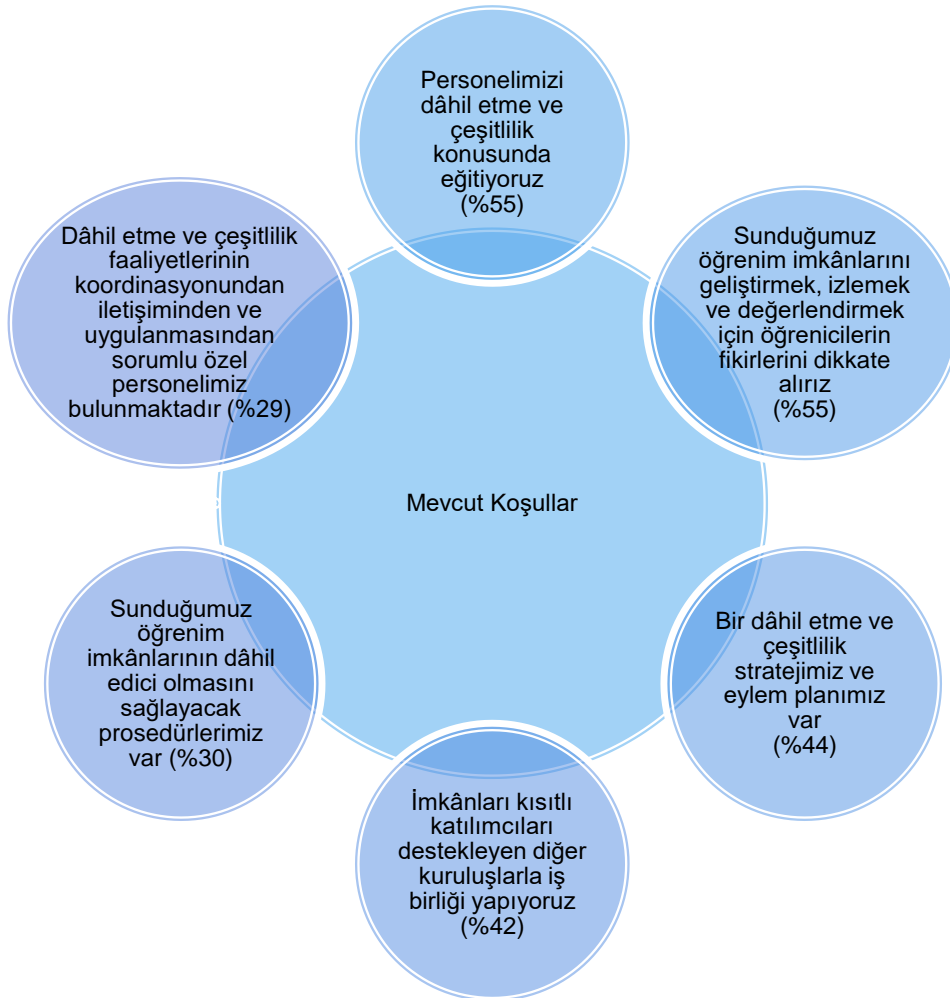 Personelimizi
dâhil etme ve
çeşitlilik
konusunda
eğitiyoruz
(%55)
Sunduğumuz
öğrenim imkânlarını
geliştirmek, izlemek
ve değerlendirmek
için öğrenicilerin
fikirlerini dikkate
alırız
(%55)
Bir dâhil etme ve
çeşitlilik
stratejimiz ve
eylem planımız
var
(%44)
İmkânları kısıtlı
katılımcıları
destekleyen diğer
kuruluşlarla iş
birliği yapıyoruz
(%42)
Sunduğumuz
öğrenim
imkânlarının dâhil
edici olmasını
sağlayacak
prosedürlerimiz
var (%30)
Dâhil etme ve çeşitlilik
faaliyetlerinin
koordinasyonundan
iletişiminden ve
uygulanmasından
sorumlu özel
personelimiz
bulunmaktadır (%29)
Mevcut Koşullar